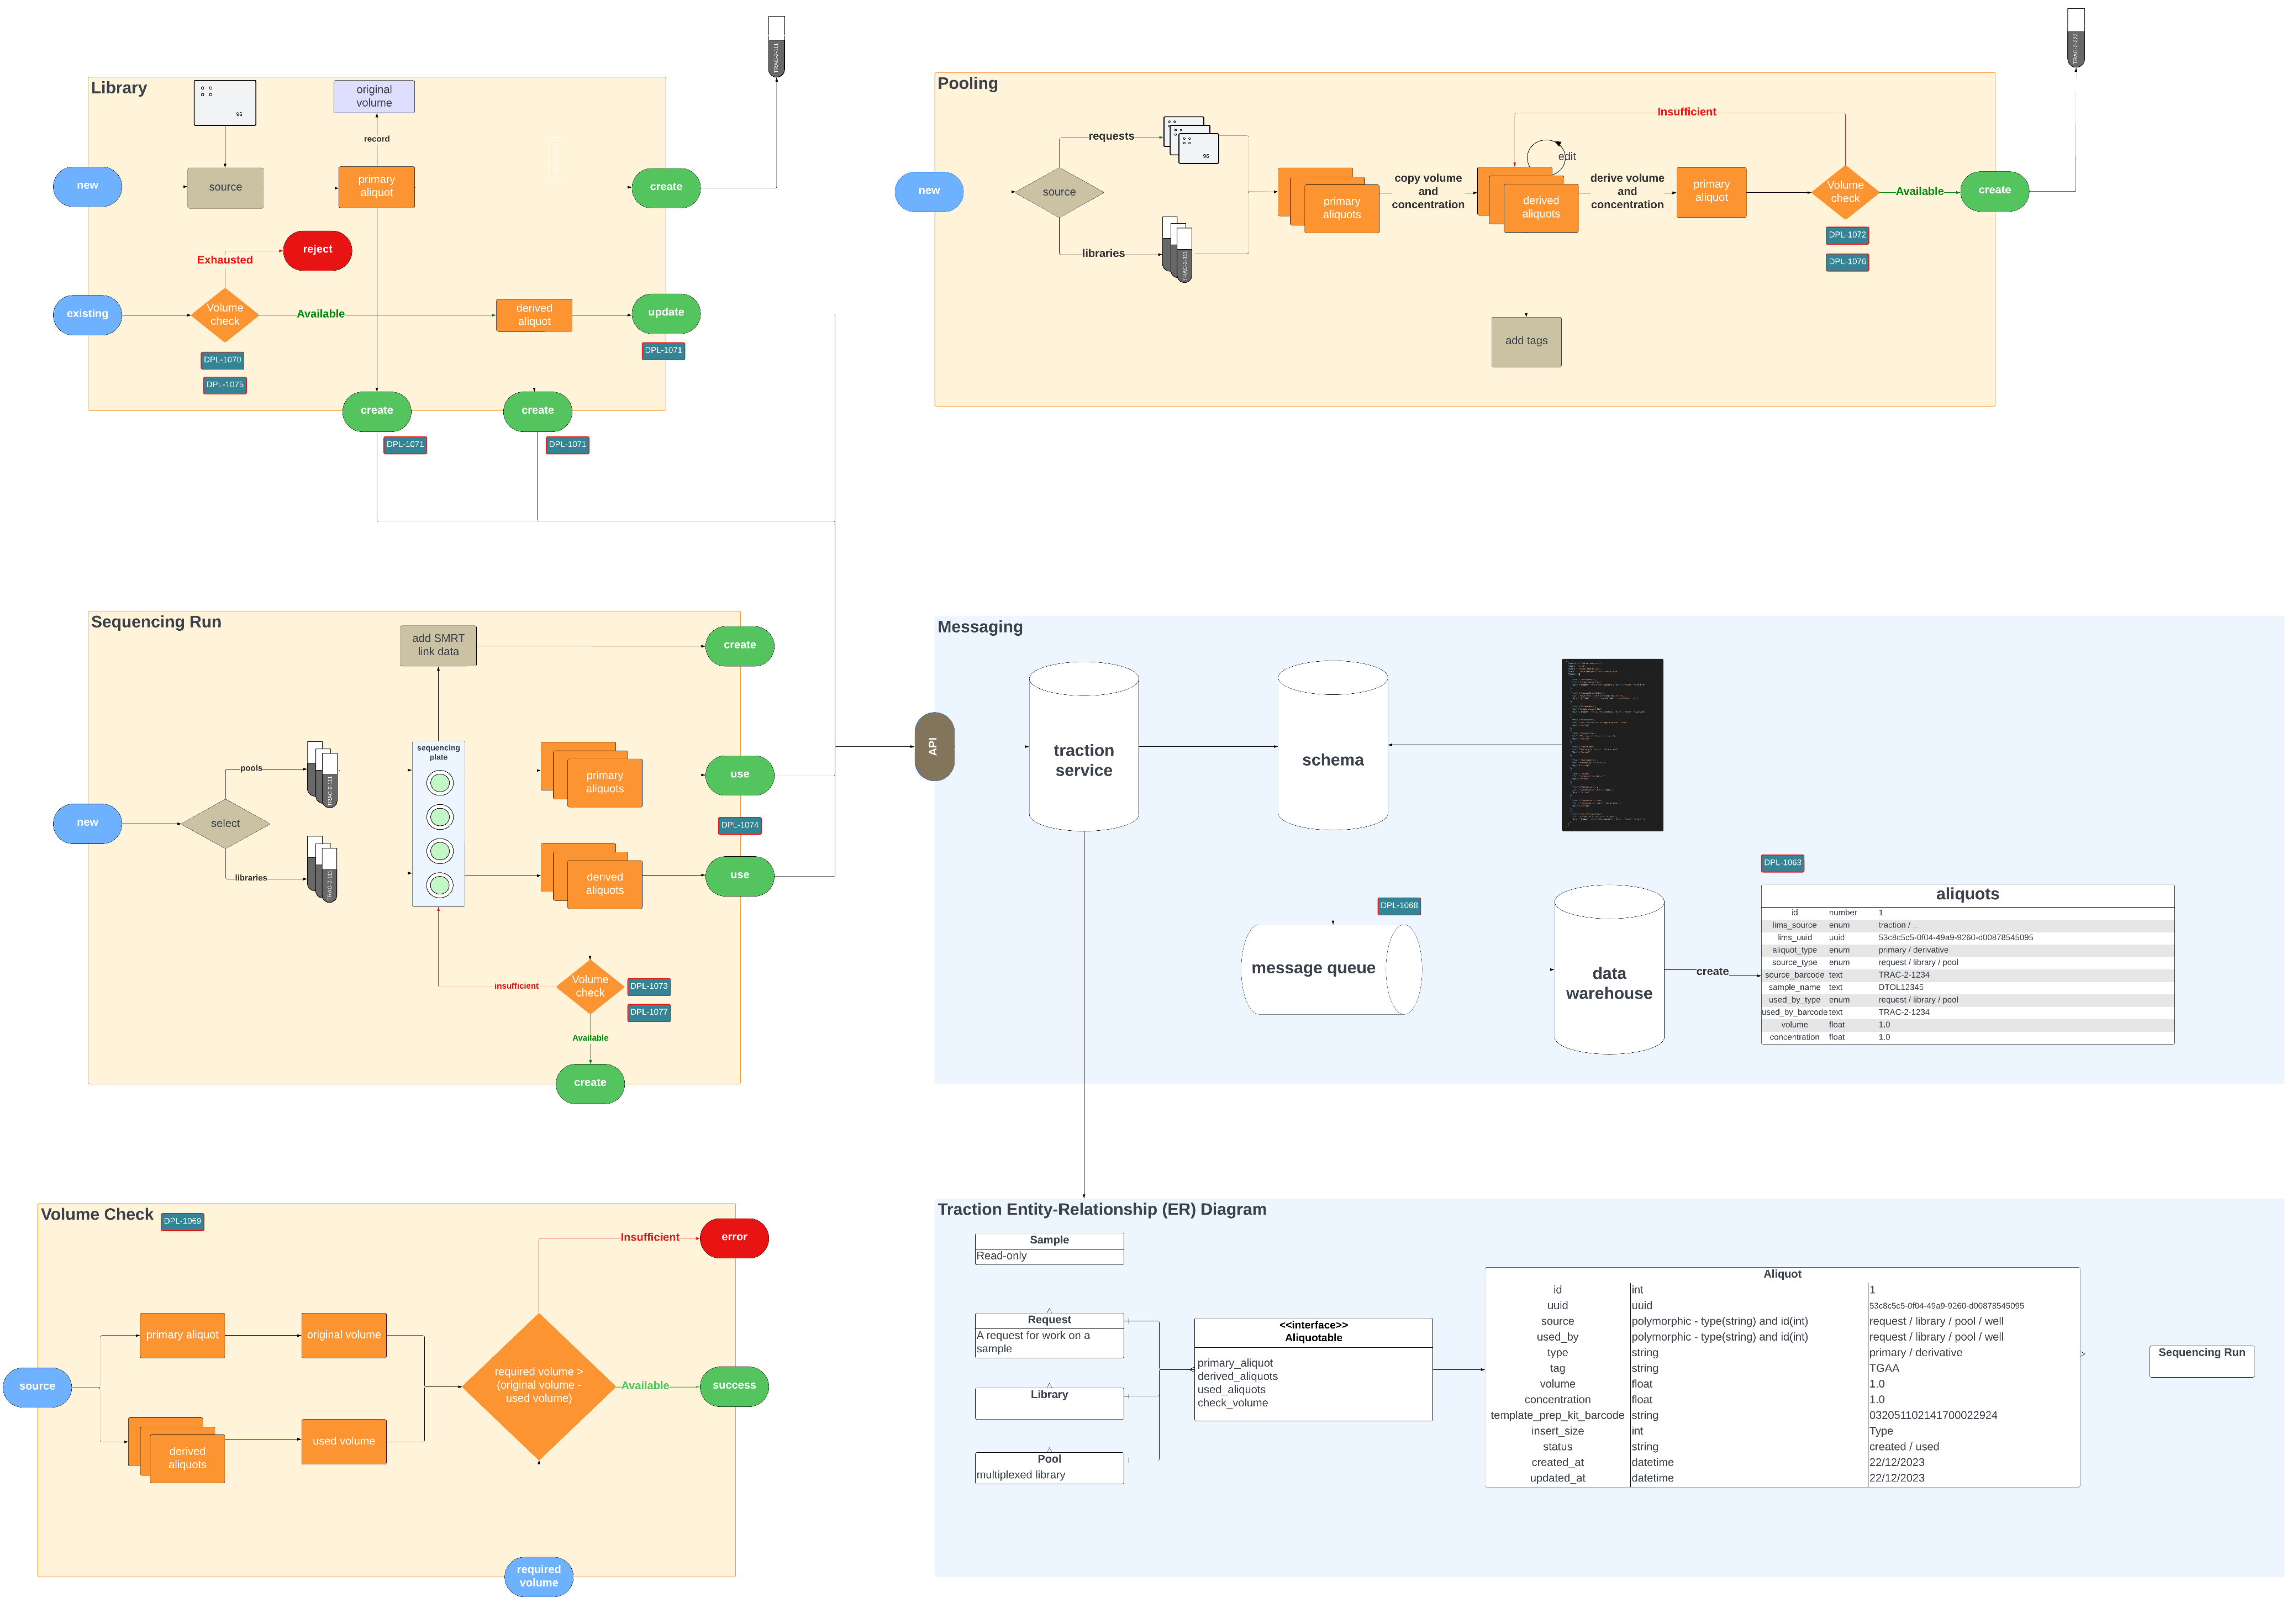 TRAC-2-111
Library
96
original
volume
record
new
source
primary
aliquot
create
reject
Exhausted
existing
Volume
check
Available
derived
aliquot
update
DPL-1070
DPL-1075
DPL-1071
create
create
DPL-1071
DPL-1071
TRAC-2-222
Pooling
Insufficient
requests
96
edit
new
source
primary
aliquots
copy volume
and
concentration
derived
aliquots
derive volume
and
concentration
primary
aliquot
Volume
check
Available
create
libraries
TRAC-2-111
DPL-1072
DPL-1076
add tags
Sequencing Run
add SMRT
link data
create
sequencing
plate
pools
TRAC-2-111
primary
aliquots
use
new
select
DPL-1074
libraries
TRAC-2-111
derived
aliquots
use
insufficient
Volume
check
DPL-1073
DPL-1077
Available
create
API
Messaging
traction
service
schema
DPL-1063
DPL-1068
message queue
data
warehouse
create
aliquots
id number 1
lims_source enum traction / ..
lims_uuid uuid 53c8c5c5-0f04-49a9-9260-d00878545095
aliquot_type enum primary / derivative
source_type enum request / library / pool
source_barcode text TRAC-2-1234
sample_name text DTOL12345
used_by_type enum request / library / pool
used_by_barcode text TRAC-2-1234
volume float 1.0
concentration float 1.0
Volume Check
DPL-1069
Insufficient
error
primary aliquot
original volume
source
required volume >
(original volume -
used volume)
Available
success
derived
aliquots
used volume
required
volume
Traction Entity-Relationship (ER) Diagram
Sample
Read-only
Request
A request for work on a
sample
Library
Pool
multiplexed library
<<interface>>
Aliquotable
primary_aliquot
derived_aliquots
used_aliquots
check_volume
Aliquot
id int 1
uuid uuid 53c8c5c5-0f04-49a9-9260-d00878545095
source polymorphic - type(string) and id(int) request / library / pool / well
used_by polymorphic - type(string) and id(int) request / library / pool / well
type string primary / derivative
tag string TGAA
volume float 1.0
concentration float 1.0
template_prep_kit_barcode string 032051102141700022924
insert_size int Type
status string created / used
created_at datetime 22/12/2023
updated_at datetime 22/12/2023
Sequencing Run